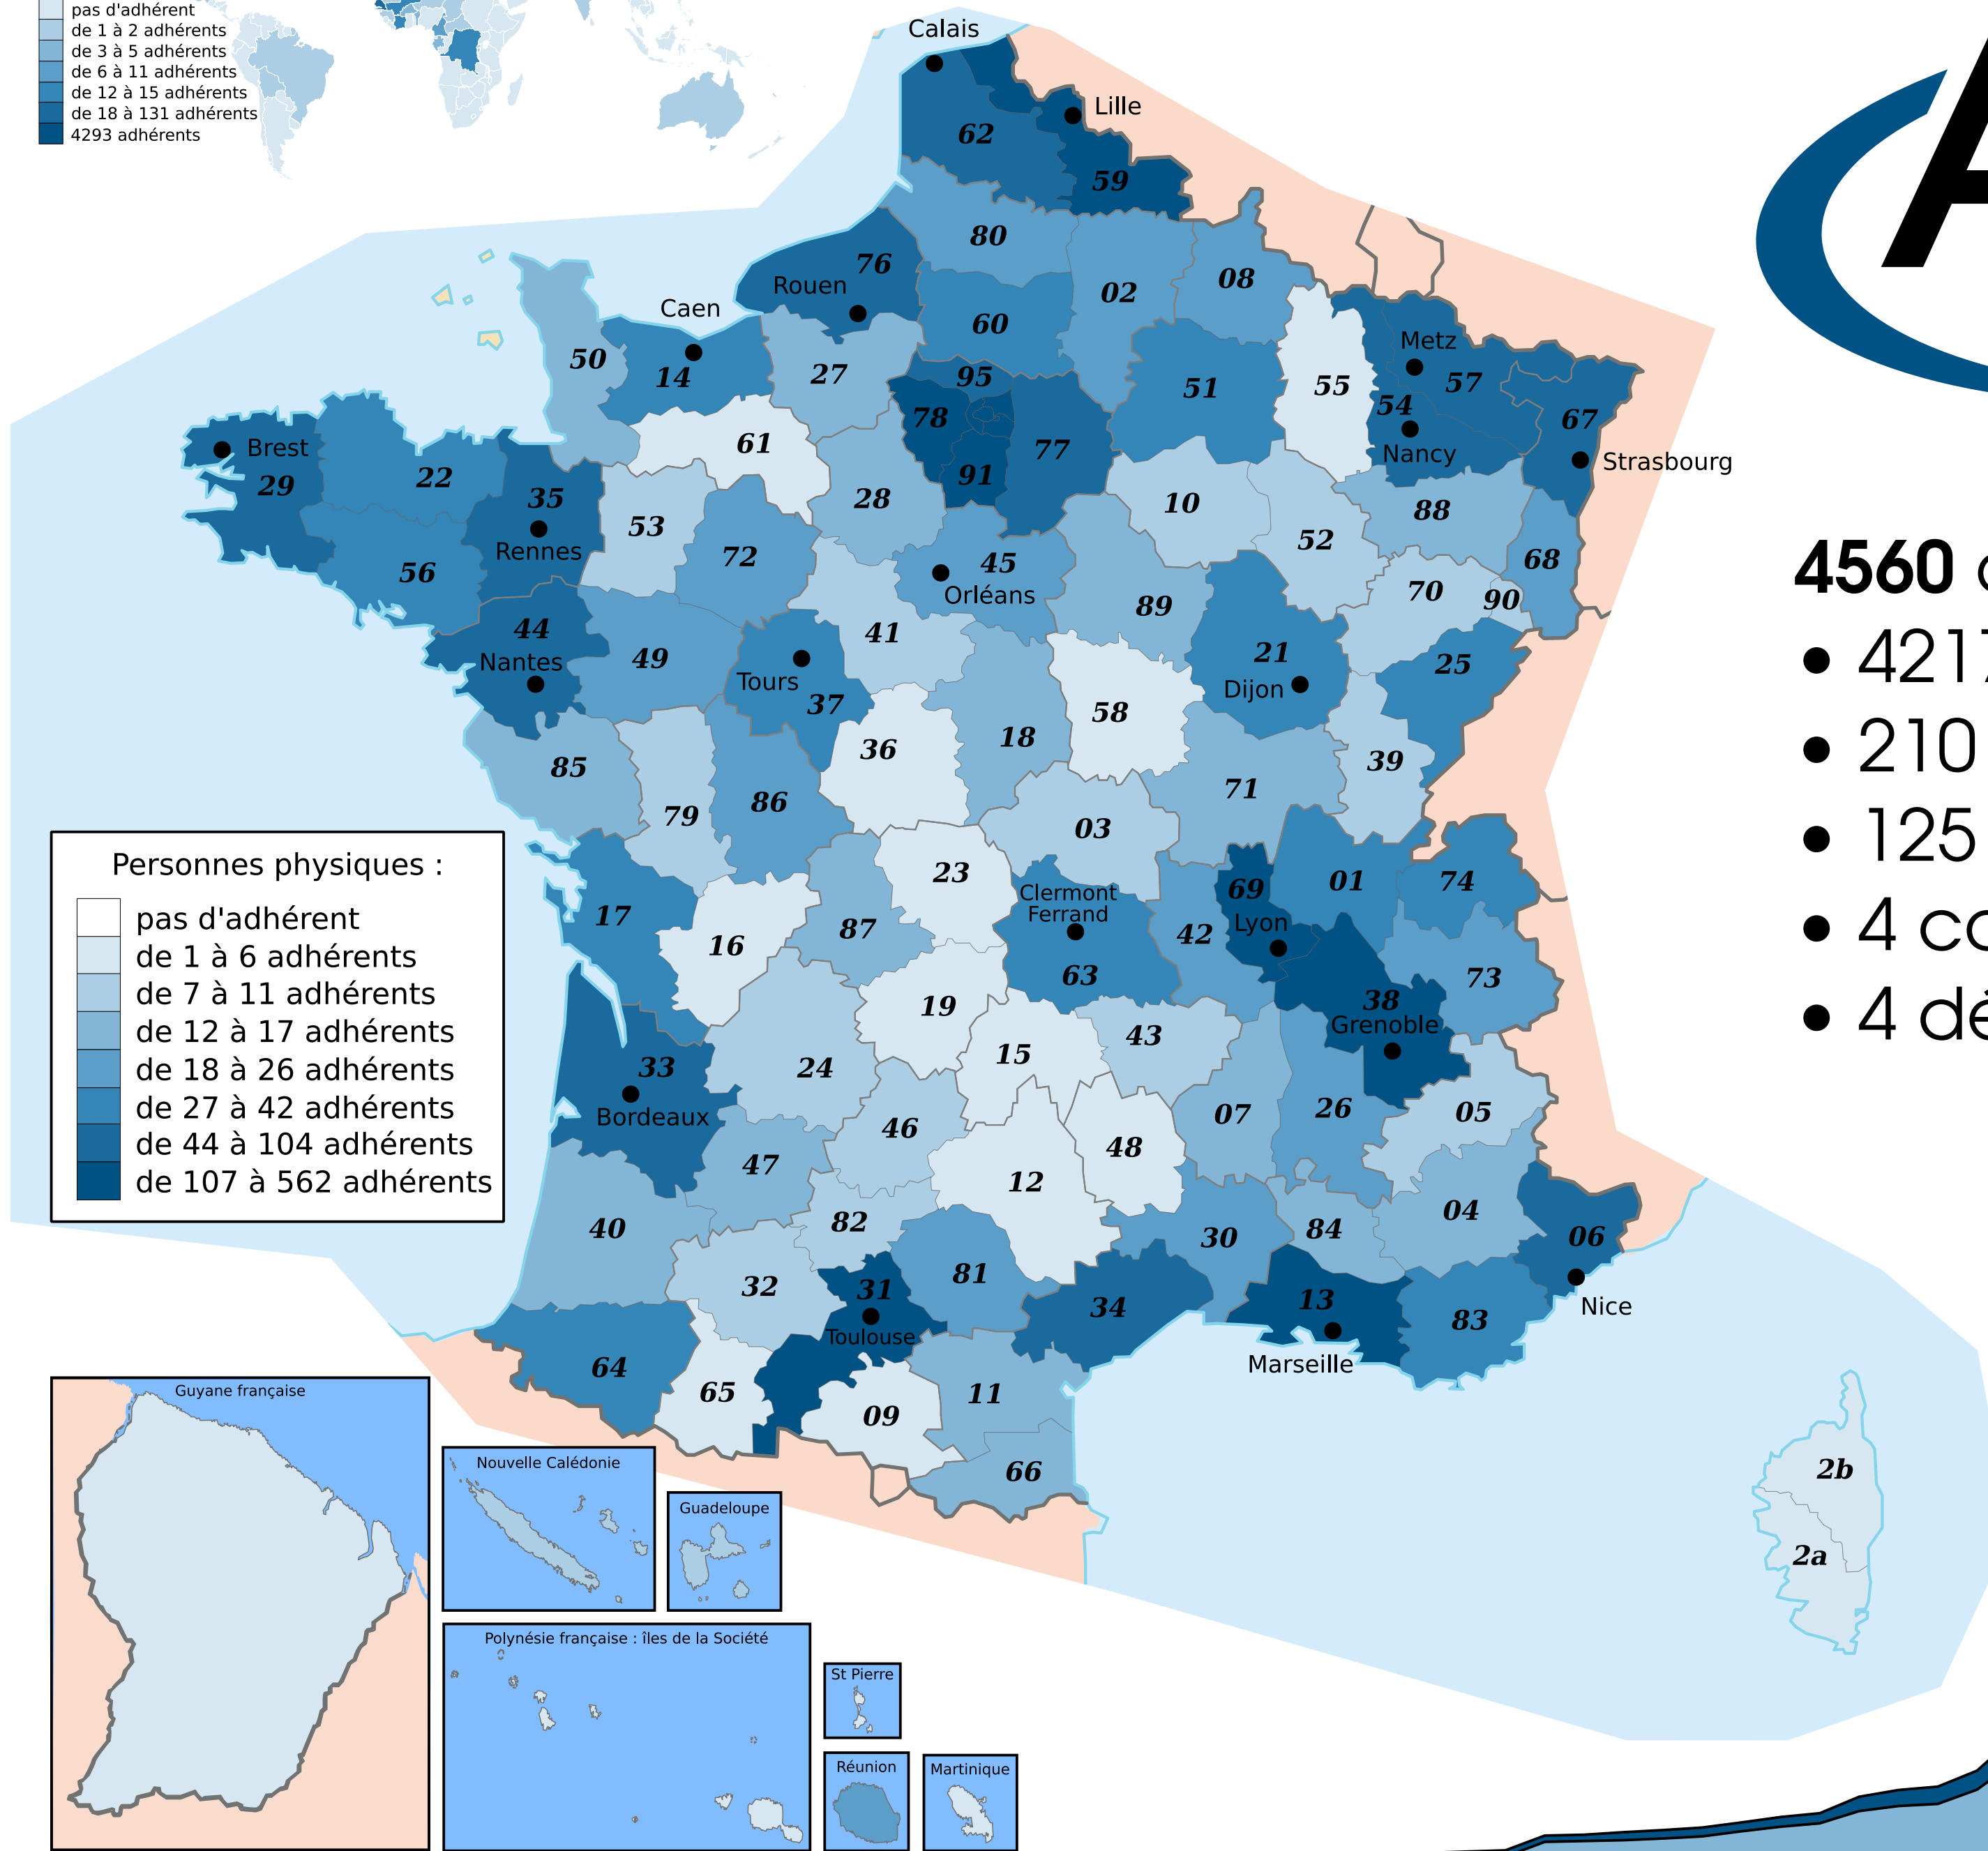 pas d'adhérent
de 1 à 2 adhérents
de 3 à 5 adhérents
de 6 à 11 adhérents
de 12 à 15 adhérents
de 18 à 131 adhérents
4293 adhérents
Calais
Lille
62
59
80
76
Rouen
02
08
Caen
60
Metz
50
14
27
95
51
55
57
54
78
67
61
77
Brest
Nancy
Strasbourg
22
91
29
35
28
10
88
53
Rennes
72
52
45
68
56
Orléans
70
90
89
44
41
Nantes
49
21
25
Tours
Dijon
37
58
36
18
85
39
71
86
79
03
23
01
74
Clermont
Ferrand
69
17
Lyon
87
42
16
63
73
19
38
Grenoble
43
15
33
24
Bordeaux
46
07
26
05
48
47
12
04
40
82
30
84
06
81
32
31
34
13
Nice
Toulouse
83
64
Marseille
65
11
09
66
2b
2a
4560
• 4217
• 210
• 125
• 4 co
• 4 dé
Personnes physiques :
pas d'adhérent
de 1 à 6 adhérents
de 7 à 11 adhérents
de 12 à 17 adhérents
de 18 à 26 adhérents
de 27 à 42 adhérents
de 44 à 104 adhérents
de 107 à 562 adhérents
Guyane française
Nouvelle Calédonie
Guadeloupe
Polynésie française : îles de la Société
St Pierre
Réunion
Martinique